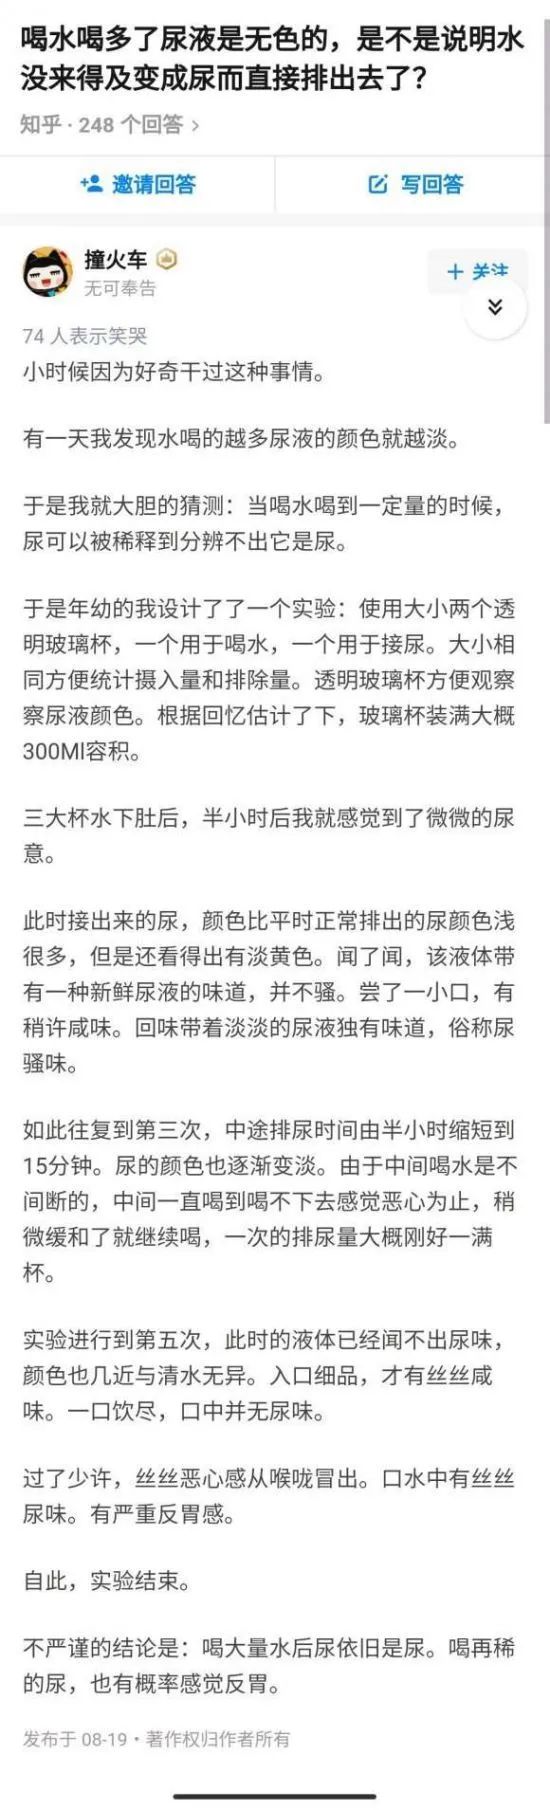 喝水喝多了尿液是无色的，是不是说明水
没来得及变成尿而直接排出去了？
知乎 · 248 个回答 >
邀请回答
写回答
撞火车
无可奉告
+ 关注
74 人表示笑哭
小时候因为好奇干过这种事情。
有一天我发现水喝的越多尿液的颜色就越淡。
于是我就大胆的猜测：当喝水喝到一定量的时候，
尿可以被稀释到分辨不出它是尿。
于是年幼的我设计了了一个实验：使用大小两个透
明玻璃杯，一个用于喝水，一个用于接尿。大小相
同方便统计摄入量和排除量。透明玻璃杯方便观察
察尿液颜色。根据回忆估计了下，玻璃杯装满大概
300Ml容积。
三大杯水下肚后，半小时后我就感觉到了微微的尿
意。
此时接出来的尿，颜色比平时正常排出的尿颜色浅
很多，但是还看得出有淡黄色。闻了闻，该液体带
有一种新鲜尿液的味道，并不骚。尝了一小口，有
稍许咸味。回味带着淡淡的尿液独有味道，俗称尿
骚味。
如此往复到第三次，中途排尿时间由半小时缩短到
15分钟。尿的颜色也逐渐变淡。由于中间喝水是不
间断的，中间一直喝到喝不下去感觉恶心为止，稍
微缓和了就继续喝，一次的排尿量大概刚好一满
杯。
实验进行到第五次，此时的液体已经闻不出尿味，
颜色也几近与清水无异。入口细品，才有丝丝咸
味。一口饮尽，口中并无尿味。
过了少许，丝丝恶心感从喉咙冒出。口水中有丝丝
尿味。有严重反胃感。
自此，实验结束。
不严谨的结论是：喝大量水后尿依旧是尿。喝再稀
的尿，也有概率感觉反胃。
发布于 08-19 · 著作权归作者所有